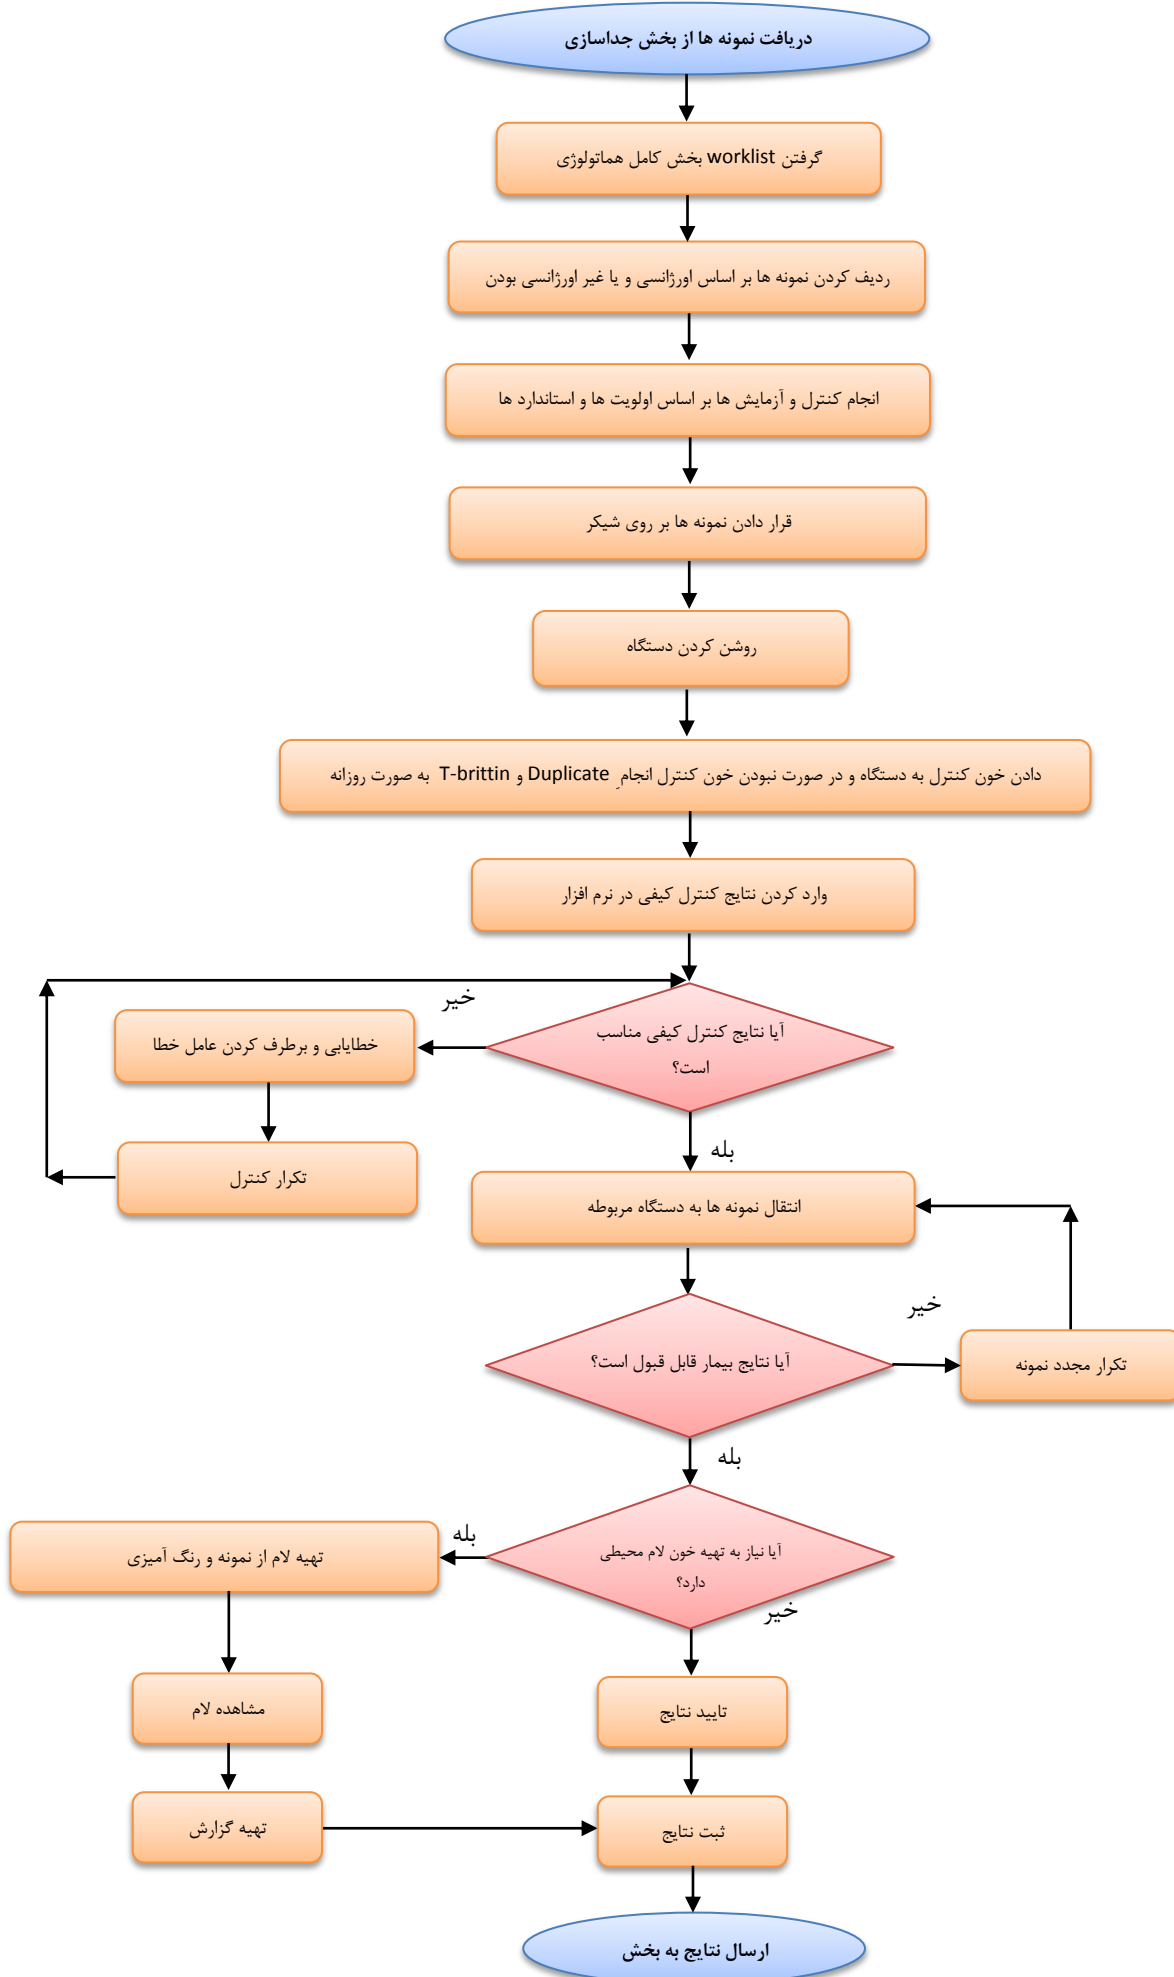 دریافت نمونه ها از بخش جداسازی
گرفتن worklist بخش کامل هماتولوژی
ردیف کردن نمونه ها بر اساس اورژانسی و یا غیر اورژانسی بودن
انجام کنترل و آزمایش ها بر اساس اولویت ها و استاندارد ها
قرار دادن نمونه ها بر روی شیکر
روشن کردن دستگاه
دادن خون کنترل به دستگاه و در صورت نبودن خون کنترل انجامِ Duplicate و T-brittin به صورت روزانه
وارد کردن نتایج کنترل کیفی در نرم افزار
آیا نتایج کنترل کیفی مناسب
است؟
خیر
خطایابی و برطرف کردن عامل خطا
تکرار کنترل
بله
انتقال نمونه ها به دستگاه مربوطه
آیا نتایج بیمار قابل قبول است؟
خیر
تکرار مجدد نمونه
بله
آیا نیاز به تهیه خون لام محیطی
دارد؟
بله
تهیه لام از نمونه و رنگ آمیزی
خیر
مشاهده لام
تایید نتایج
تهیه گزارش
ثبت نتایج
ارسال نتایج به بخش